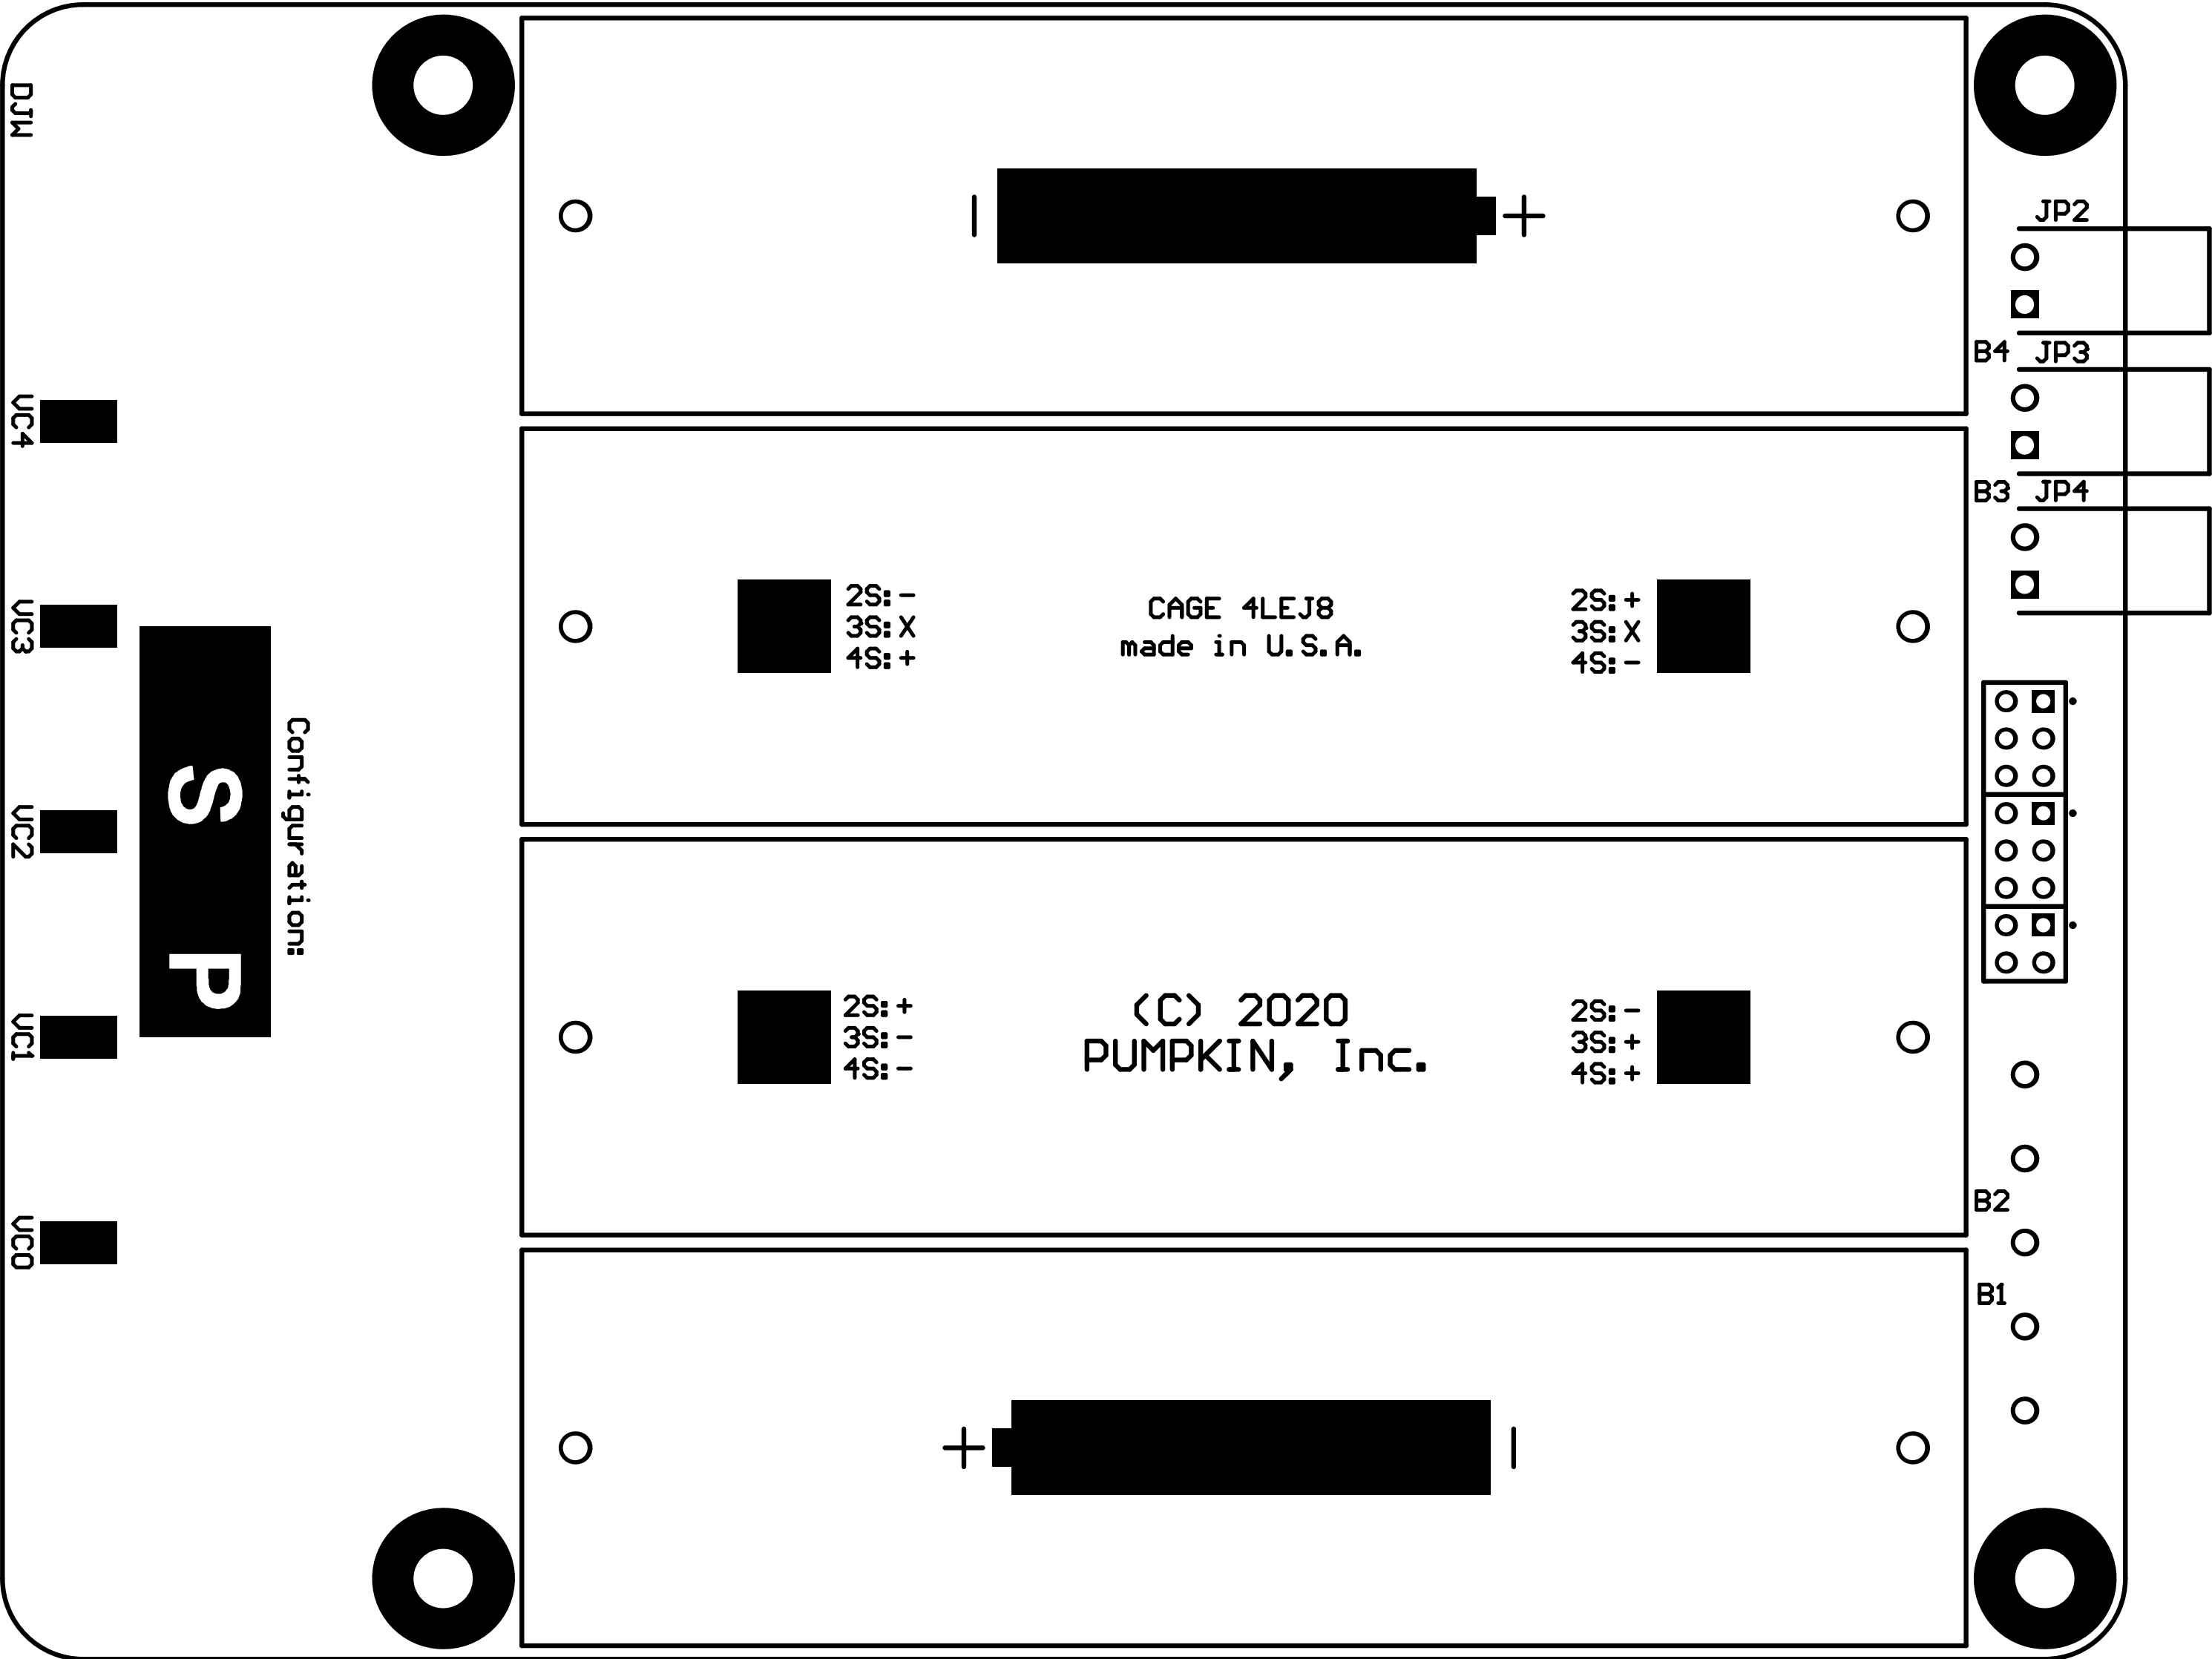 DJW
JP2
B4 JP3
VC4
B3 JP4
2S:-
3S:X
4S:+
CAGE 4LEJ8
made in U.S.A.
2S:+
3S:X
4S:-
VC3
Configuration:
S P
VC2
2S:+
3S:-
4S:-
(C) 2020
PUMPKIN, Inc.
2S:-
3S:+
4S:+
VC1
B2
VC0
B1
+ -
- +